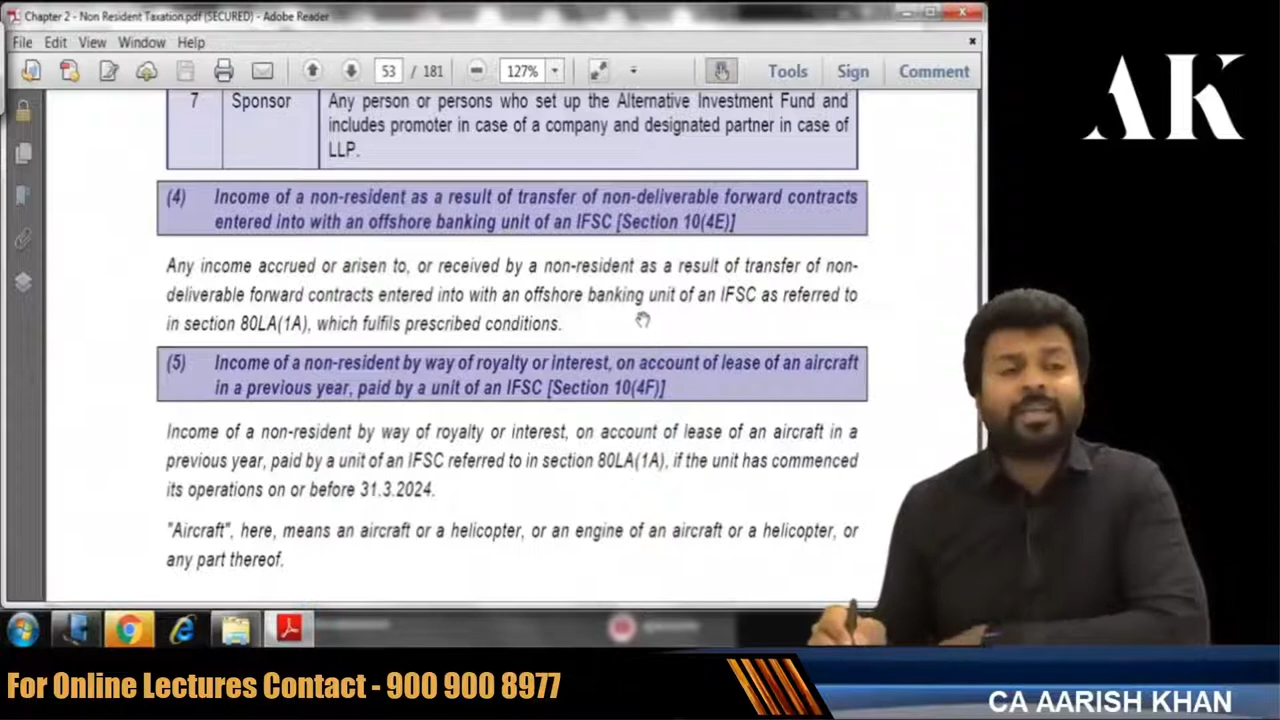 Chapter 2 - Non Resident Taxation.pdf (SECURED) - Adobe Reader
File Edit View Window Help
53 / 181 127% Tools Sign Comment
7 Sponsor Any person or persons who set up the Alternative Investment Fund and
includes promoter in case of a company and designated partner in case of
LLP.
(4) Income of a non-resident as a result of transfer of non-deliverable forward contracts
entered into with an offshore banking unit of an IFSC [Section 10(4E)]
Any income accrued or arisen to, or received by a non-resident as a result of transfer of non-
deliverable forward contracts entered into with an offshore banking unit of an IFSC as referred to
in section 80LA(1A), which fulfils prescribed conditions.
(5) Income of a non-resident by way of royalty or interest, on account of lease of an aircraft
in a previous year, paid by a unit of an IFSC [Section 10(4F)]
Income of a non-resident by way of royalty or interest, on account of lease of an aircraft in a
previous year, paid by a unit of an IFSC referred to in section 80LA(1A), if the unit has commenced
its operations on or before 31.3.2024.
"Aircraft", here, means an aircraft or a helicopter, or an engine of an aircraft or a helicopter, or
any part thereof.
AK
For Online Lectures Contact - 900 900 8977
CA AARISH KHAN